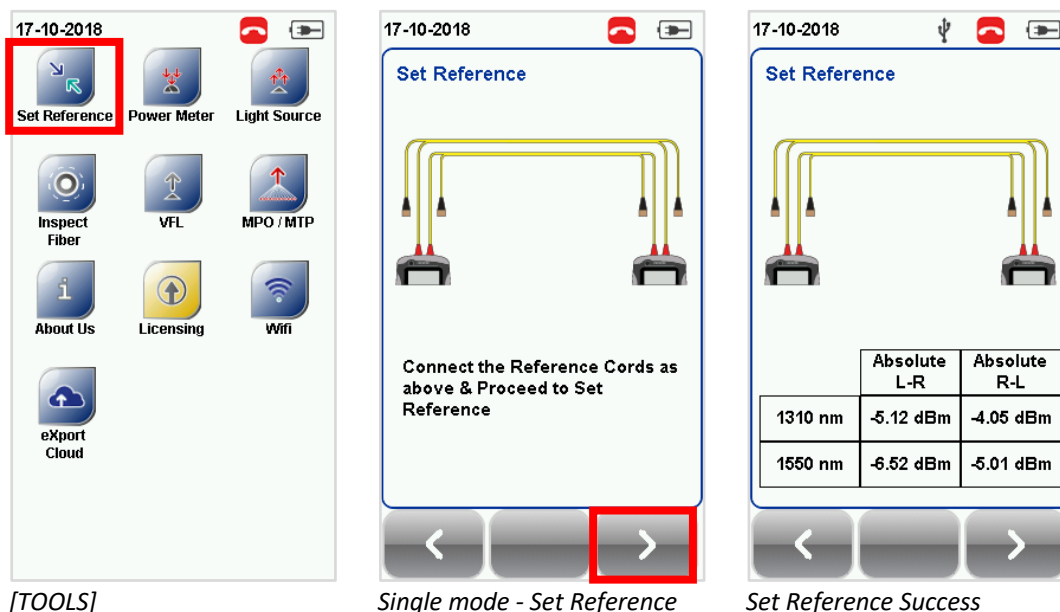 17-10-2018
Set Reference Power Meter Light Source
Inspect Fiber
VFL
MPO / MTP
About Us Licensing Wifi
eXport
Cloud
[TOOLS]
17-10-2018
Set Reference
Connect the Reference Cords as
above & Proceed to Set
Reference
Single mode - Set Reference
17-10-2018
Set Reference
Absolute L-R Absolute R-L
1310 nm -5.12 dBm -4.05 dBm
1550 nm -6.52 dBm -5.01 dBm
Set Reference Success